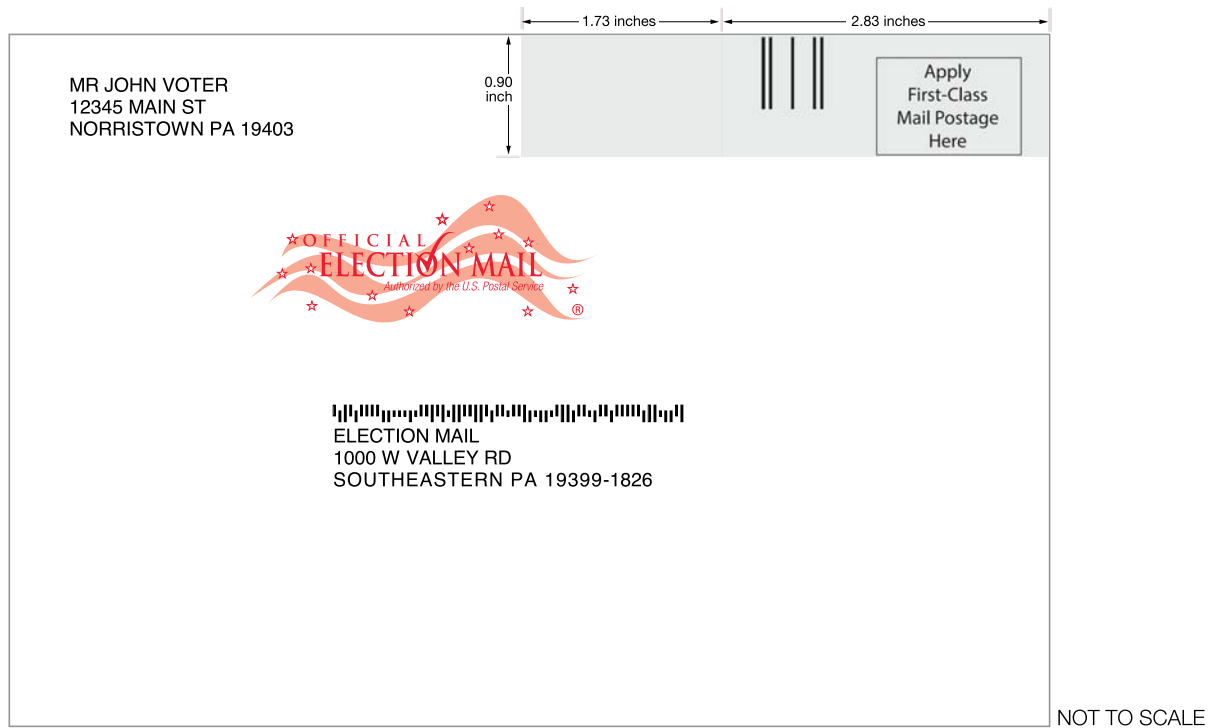 1.73 inches
2.83 inches
MR JOHN VOTER
12345 MAIN ST
NORRISTOWN PA 19403
0.90
inch
Apply
First-Class
Mail Postage
Here
OFFICIAL
ELECTION MAIL
Authorized by the U.S. Postal Service
®
ELECTION MAIL
1000 W VALLEY RD
SOUTHEASTERN PA 19399-1826
NOT TO SCALE